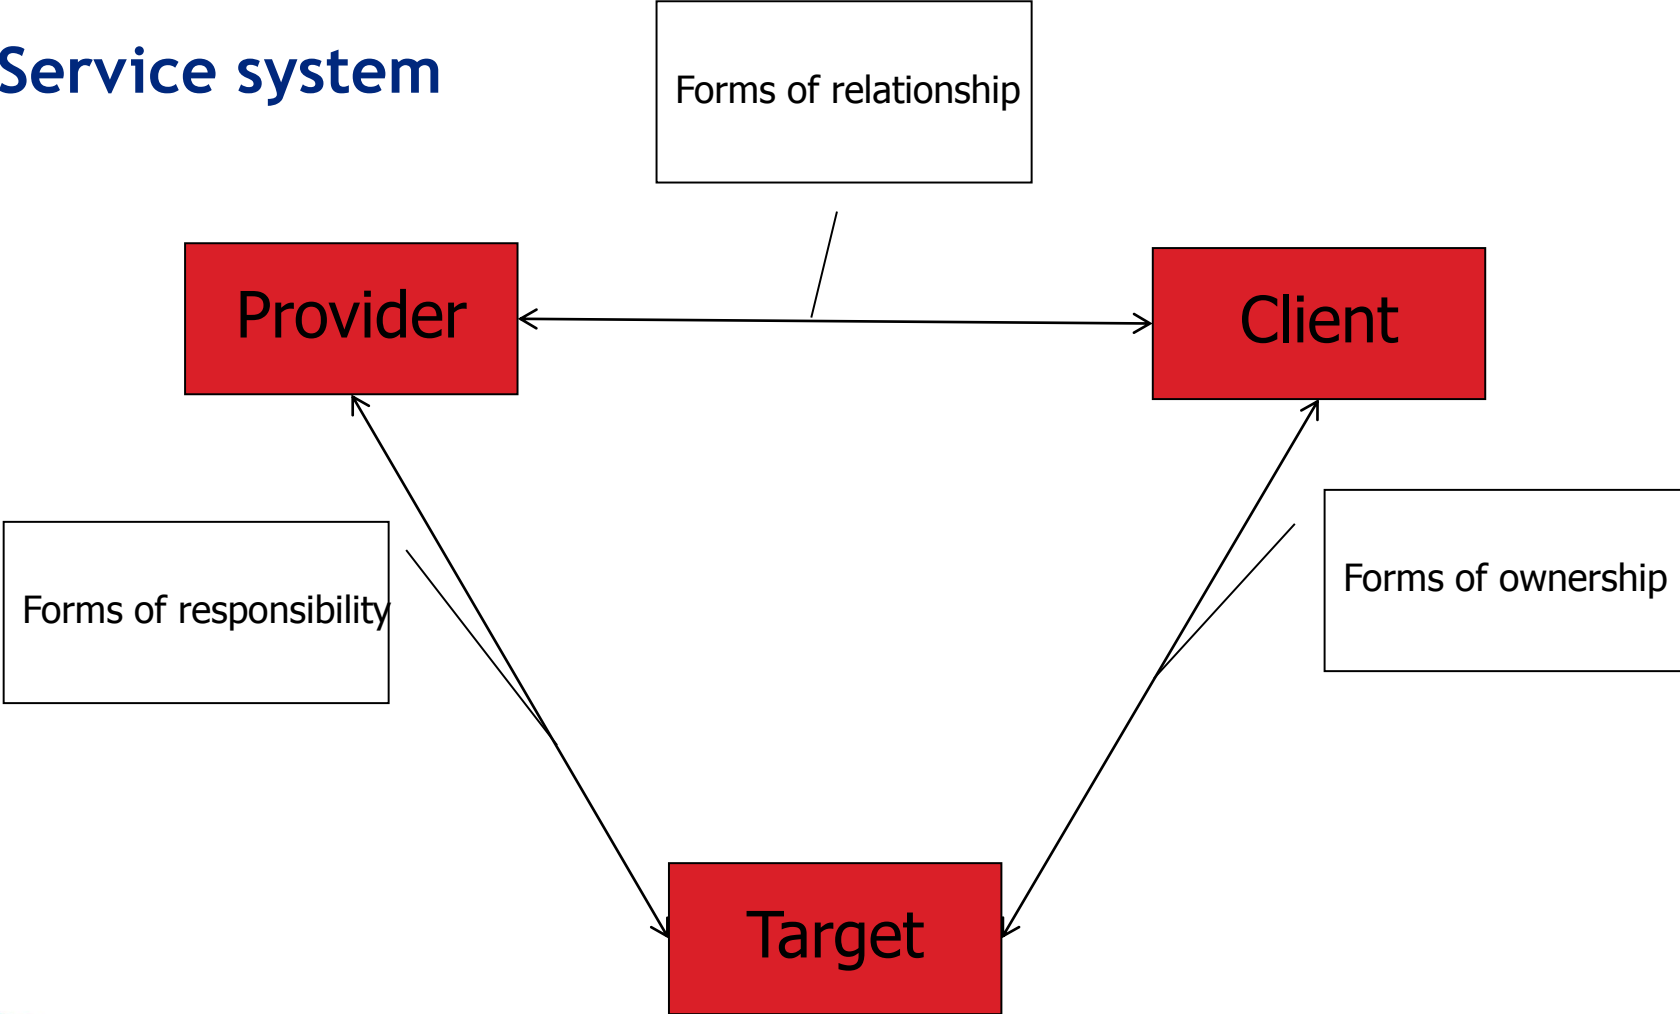 Service system
Forms of relationship
Provider
Client
Forms of responsibility
Forms of ownership
Target